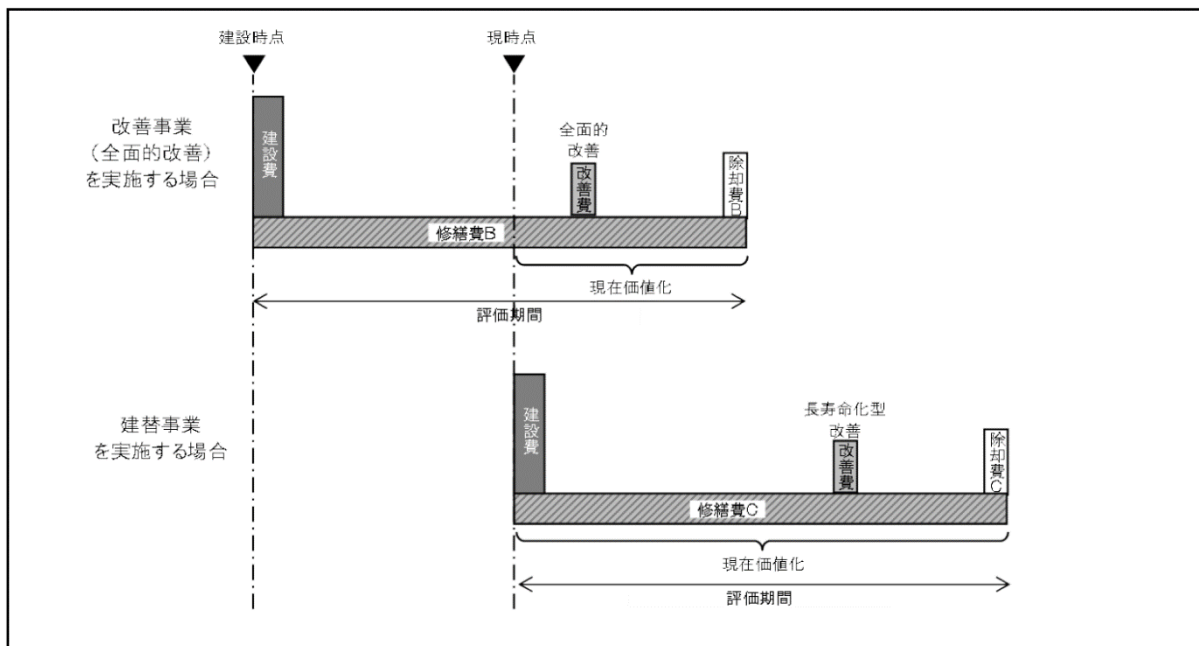 建設時点
現時点
改善事業
（全面的改善）
を実施する場合
建設費
全面的
改善
改善費
除却費B
修繕費B
現在価値化
評価期間
建替事業
を実施する場合
建設費
長寿命化型
改善
改善費
除却費C
修繕費C
現在価値化
評価期間